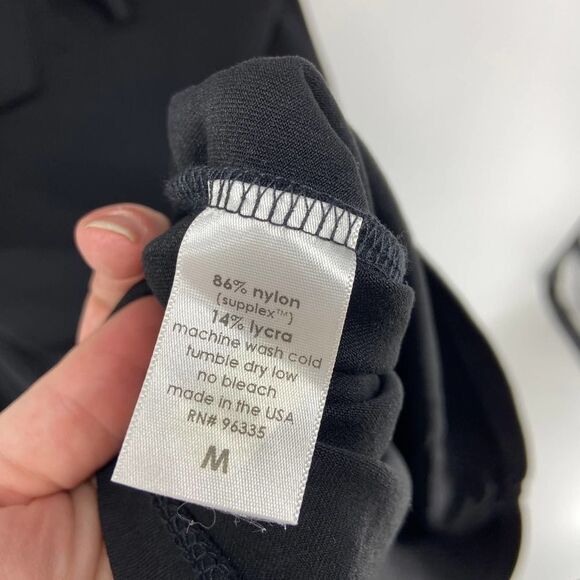 86% nylon
(supplex™)
14% lycra
machine wash cold
tumble dry low
no bleach
made in the USA
RN# 96335
M